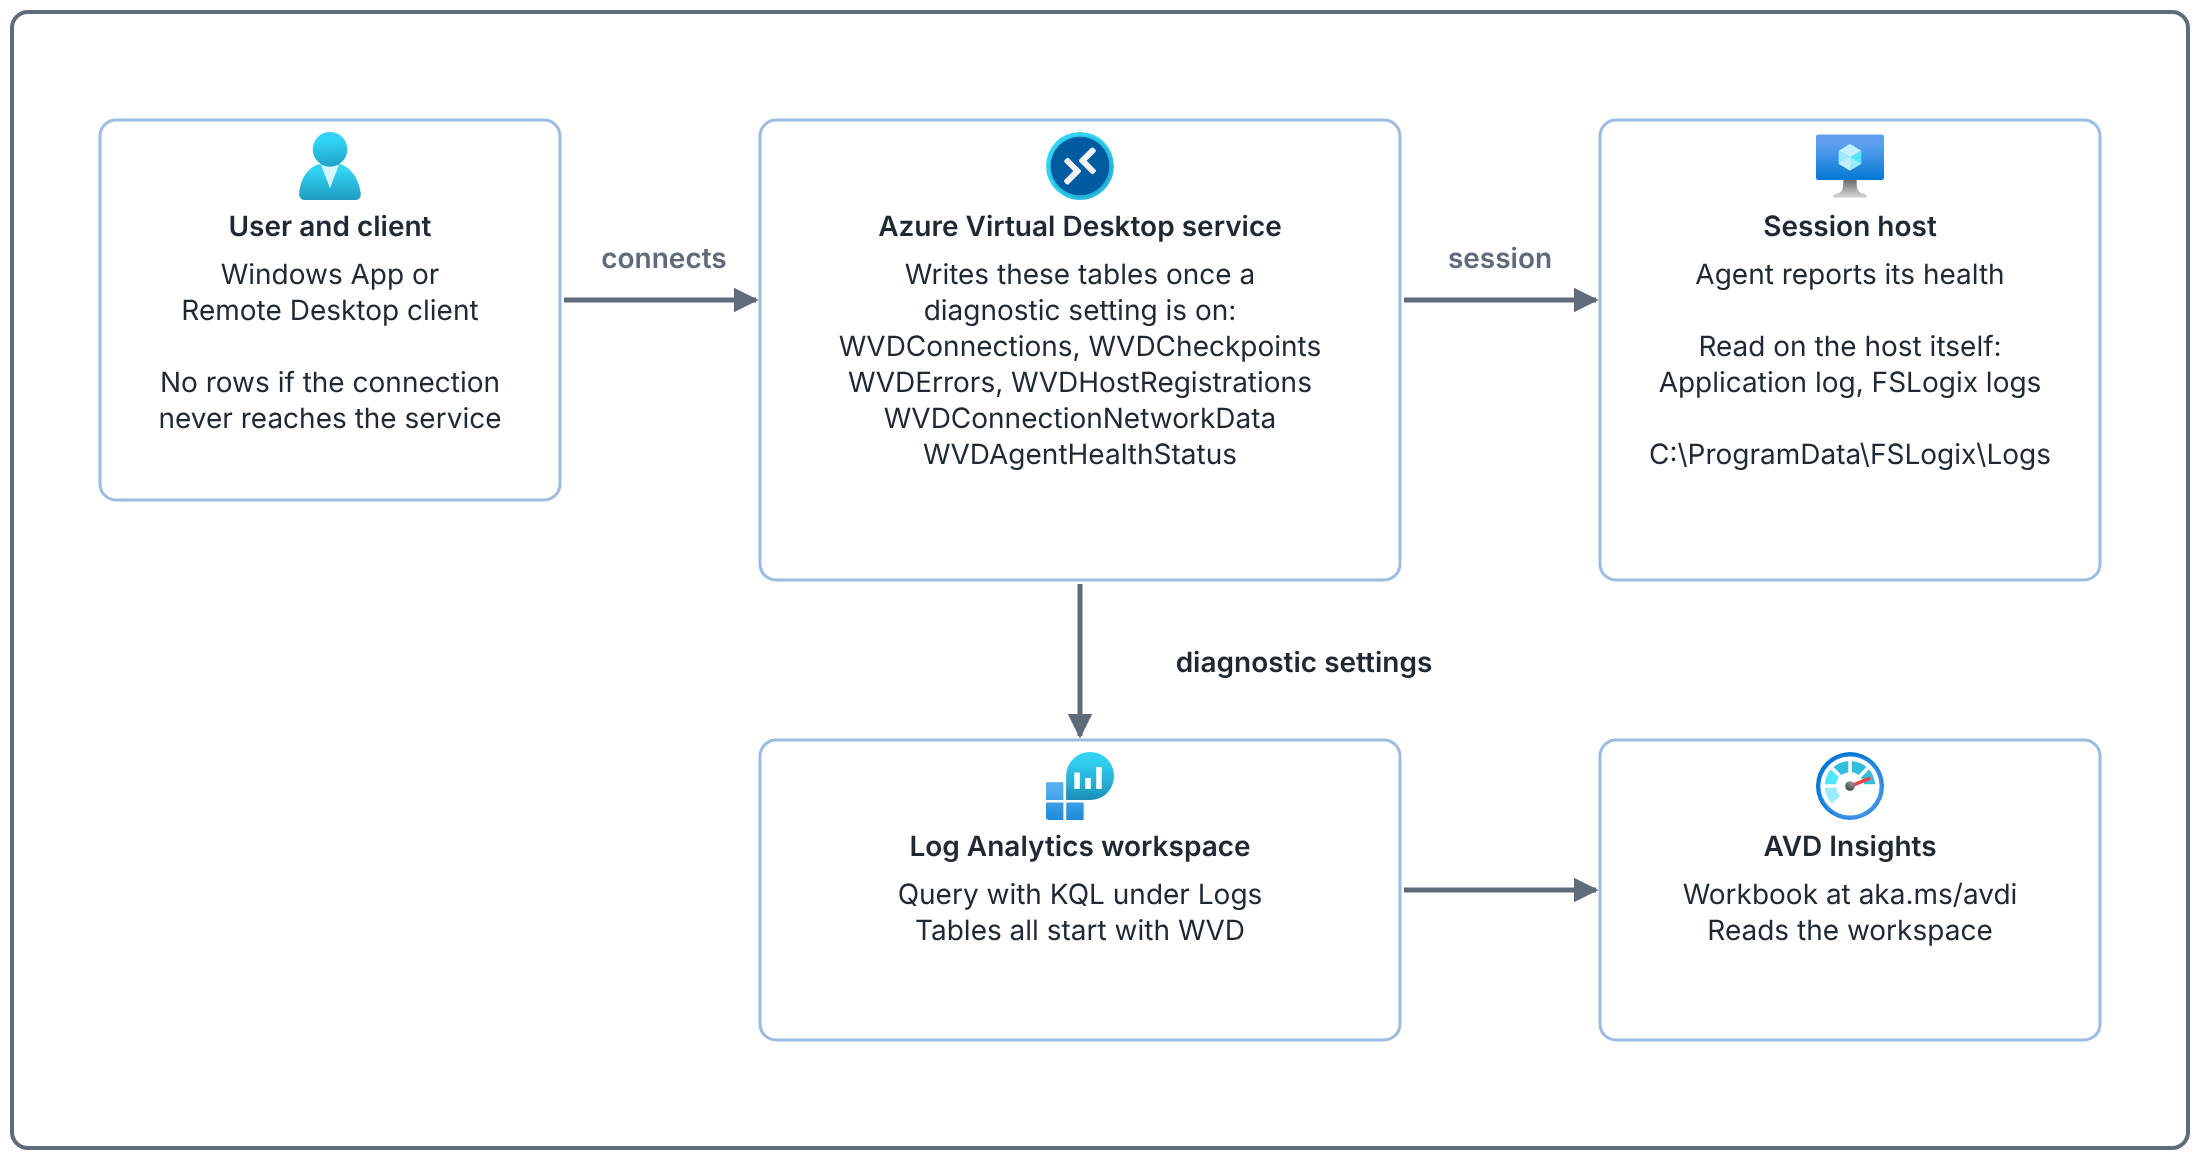 User and client
Windows App or
Remote Desktop client
No rows if the connection
never reaches the service
connects
Azure Virtual Desktop service
Writes these tables once a
diagnostic setting is on:
WVDConnections, WVDCheckpoints
WVDErrors, WVDHostRegistrations
WVDConnectionNetworkData
WVDAgentHealthStatus
session
Session host
Agent reports its health
Read on the host itself:
Application log, FSLogix logs
C:\ProgramData\FSLogix\Logs
diagnostic settings
Log Analytics workspace
Query with KQL under Logs
Tables all start with WVD
AVD Insights
Workbook at aka.ms/avdi
Reads the workspace